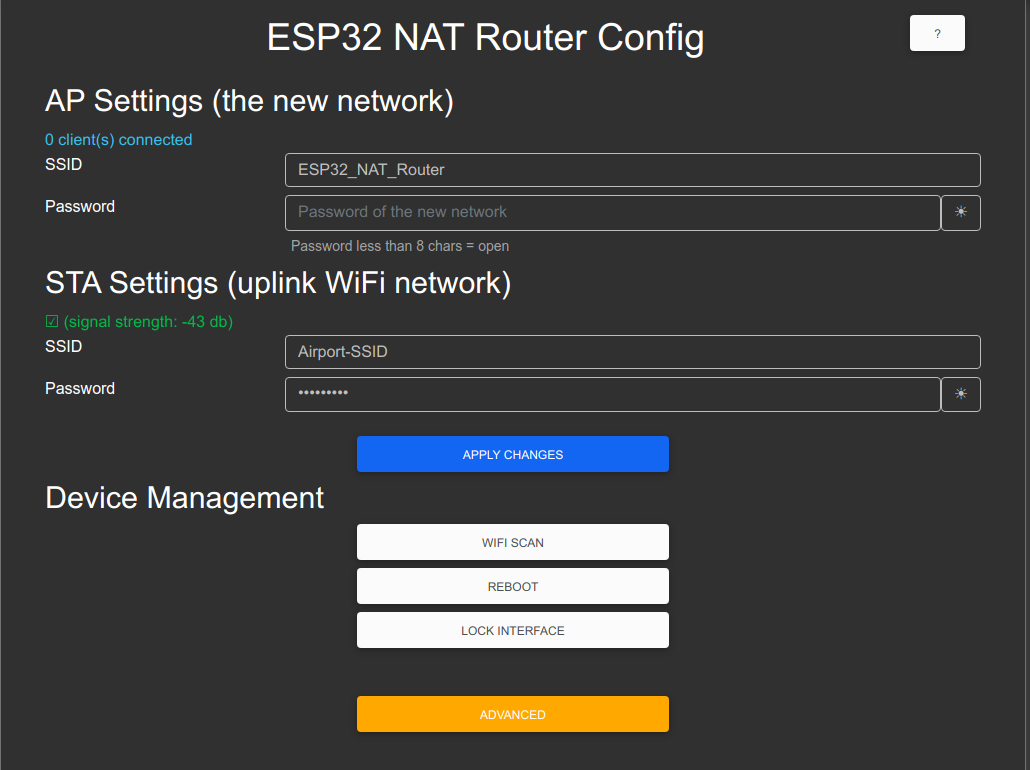 ESP32 NAT Router Config
?
AP Settings (the new network)
0 client(s) connected
SSID
ESP32_NAT_Router
Password
Password of the new network
☀
Password less than 8 chars = open
STA Settings (uplink WiFi network)
☑ (signal strength: -43 db)
SSID
Airport-SSID
Password
•••••••••
☀
APPLY CHANGES
Device Management
WIFI SCAN
REBOOT
LOCK INTERFACE
ADVANCED